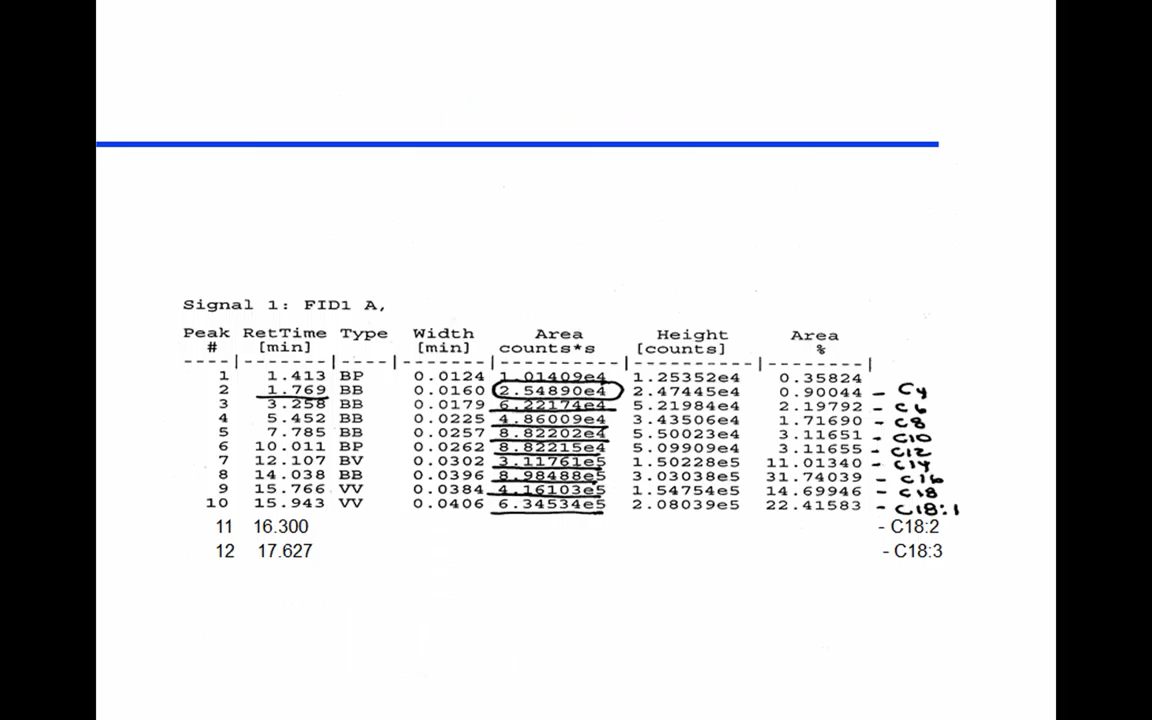 Signal 1: FID1 A,
Peak RetTime Type Width Area Height Area
# [min] [min] counts*s [counts] %
----|-------|----|-------|----------|----------|--------|
1 1.413 BP 0.0124 1.01409e4 1.25352e4 0.35824
2 1.769 BB 0.0160 2.54890e4 2.47445e4 0.90044 - C4
3 3.258 BB 0.0179 6.22174e4 5.21984e4 2.19792 - C6
4 5.452 BB 0.0225 4.86009e4 3.43506e4 1.71690 - C8
5 7.785 BB 0.0257 8.82202e4 5.50023e4 3.11651 - C10
6 10.011 BP 0.0262 8.82215e4 5.09909e4 3.11655 - C12
7 12.107 BV 0.0302 3.11761e5 1.50228e5 11.01340 - C14
8 14.038 BB 0.0396 8.98488e5 3.03038e5 31.74039 - C16
9 15.766 VV 0.0384 4.16103e5 1.54754e5 14.69946 - C18
10 15.943 VV 0.0406 6.34534e5 2.08039e5 22.41583 - C18:1
11 16.300 - C18:2
12 17.627 - C18:3